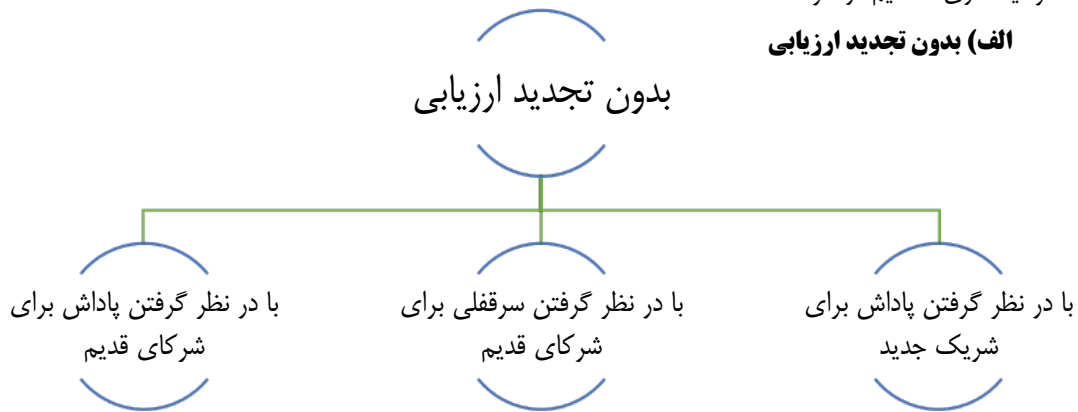 الف) بدون تجدید ارزیابی
بدون تجدید ارزیابی
با در نظر گرفتن پاداش برای
شریک جدید
با در نظر گرفتن سرقفلی برای
شرکای قدیم
با در نظر گرفتن پاداش برای
شرکای قدیم